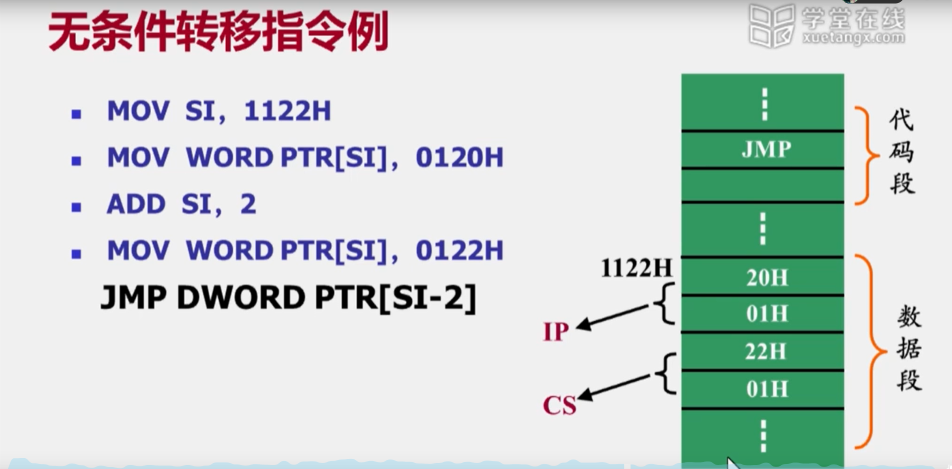 无条件转移指令例
学堂在线
xuetangx.com
MOV SI，1122H
MOV WORD PTR[SI]，0120H
ADD SI，2
MOV WORD PTR[SI]，0122H
JMP DWORD PTR[SI-2]
JMP
代码段
1122H
20H
01H
IP
22H
01H
CS
数据段